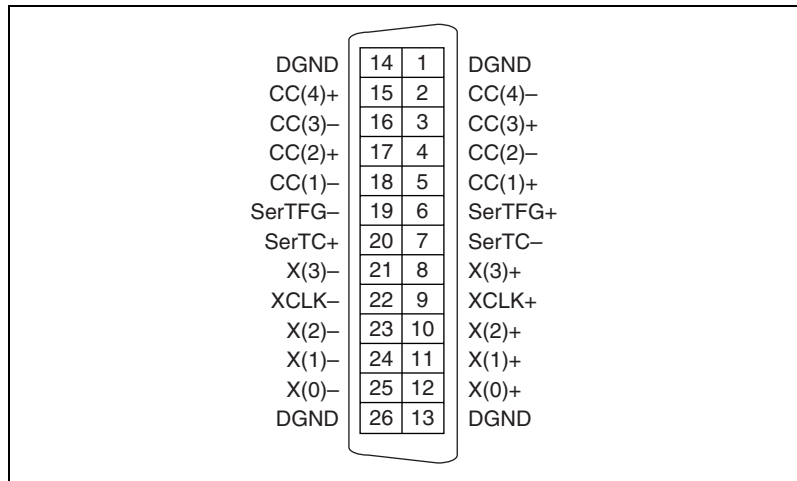 DGND 14 1 DGND
CC(4)+ 15 2 CC(4)–
CC(3)– 16 3 CC(3)+
CC(2)+ 17 4 CC(2)–
CC(1)– 18 5 CC(1)+
SerTFG– 19 6 SerTFG+
SerTC+ 20 7 SerTC–
X(3)– 21 8 X(3)+
XCLK– 22 9 XCLK+
X(2)– 23 10 X(2)+
X(1)– 24 11 X(1)+
X(0)– 25 12 X(0)+
DGND 26 13 DGND